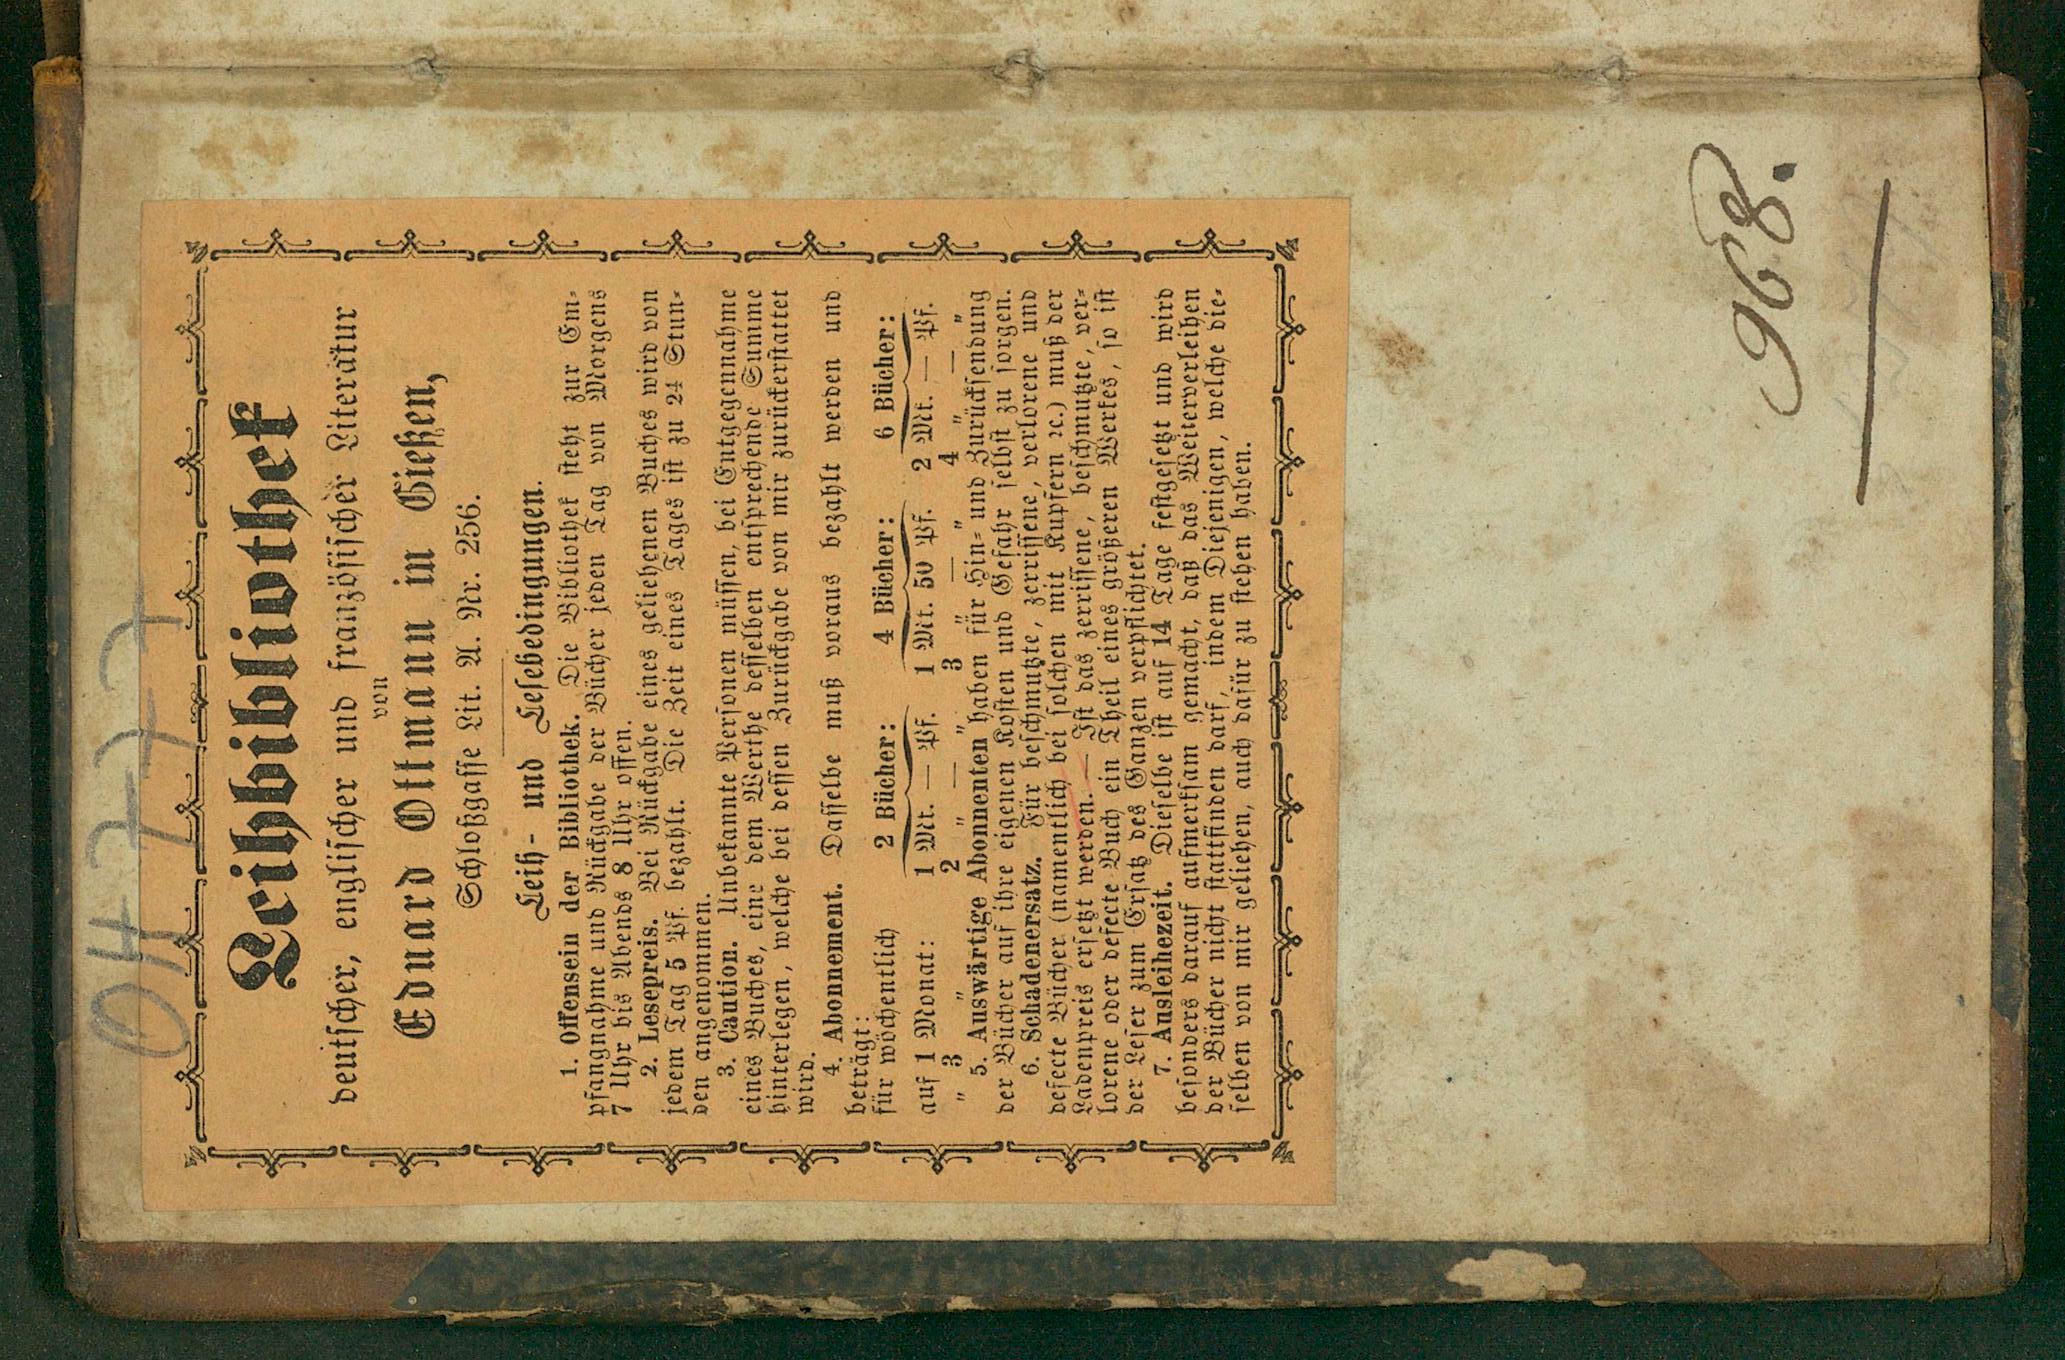 Leihbibliothek
deutscher, englischer und französischer Literatur
von
Eduard Ottmann in Gießen,
Schloßgasse Lit. A. Nr. 256.
Leih- und Lesebedingungen.
1. Offensein der Bibliothek. Die Bibliothek steht zur Em-
pfangnahme und Rückgabe der Bücher jeden Tag von Morgens
7 Uhr bis Abends 8 Uhr offen.
2. Lesepreis. Bei Rückgabe eines geliehenen Buches wird von
jedem Tag 5 Pf. bezahlt. Die Zeit eines Tages ist zu 24 Stun-
den angenommen.
3. Caution. Unbekannte Personen müssen, bei Entgegennahme
eines Buches, eine dem Werthe desselben entsprechende Summe
hinterlegen, welche bei dessen Zurückgabe von mir zurückerstattet
wird.
4. Abonnement. Dasselbe muß voraus bezahlt werden und
beträgt:
für wöchentlich 2 Bücher: 4 Bücher: 6 Bücher:
auf 1 Monat: 1 Mt. — Pf. 1 Mt. 50 Pf. 2 Mt. — Pf.
" 3 " 2 " — " 3 " — " 4 " — "
5. Auswärtige Abonnenten haben für Hin- und Zurücksendung
der Bücher auf ihre eigenen Kosten und Gefahr selbst zu sorgen.
6. Schadenersatz. Für beschmutzte, zerrissene, verlorene und
defecte Bücher (namentlich bei solchen mit Kupfern ꝛc.) muß der
Ladenpreis ersetzt werden. — Ist das zerrissene, beschmutzte, ver-
lorene oder defecte Buch ein Theil eines größeren Werkes, so ist
der Leser zum Ersatz des Ganzen verpflichtet.
7. Ausleihezeit. Dieselbe ist auf 14 Tage festgesetzt und wird
besonders darauf aufmerksam gemacht, daß das Weiterverleihen
der Bücher nicht stattfinden darf, indem Diejenigen, welche die-
selben von mir geliehen, auch dafür zu stehen haben.
968.